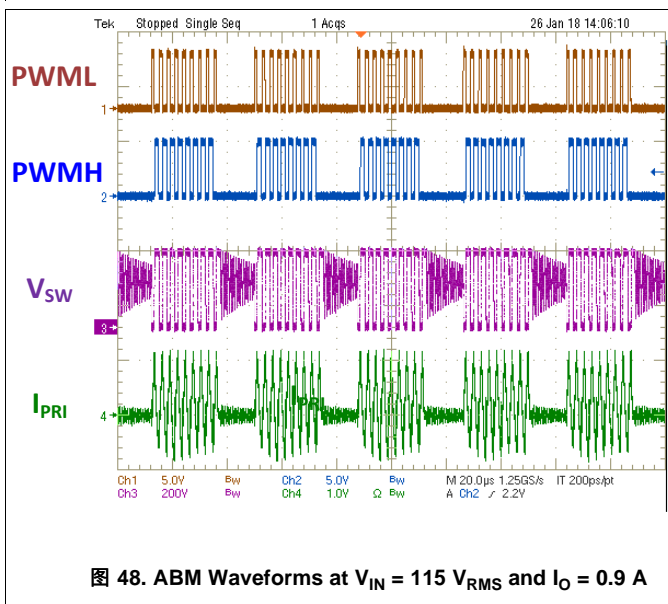 Tek Stopped Single Seq 1 Acqs 26 Jan 18 14:06:10
PWML
1
PWMH
2
VSW
3
IPRI
IPRI
4
Ch1 5.0V BW Ch2 5.0V BW M 20.0µs 1.25GS/s IT 200ps/pt
Ch3 200V BW Ch4 1.0V Ω BW A Ch2 ∕ 2.2V
图 48. ABM Waveforms at VIN = 115 VRMS and IO = 0.9 A